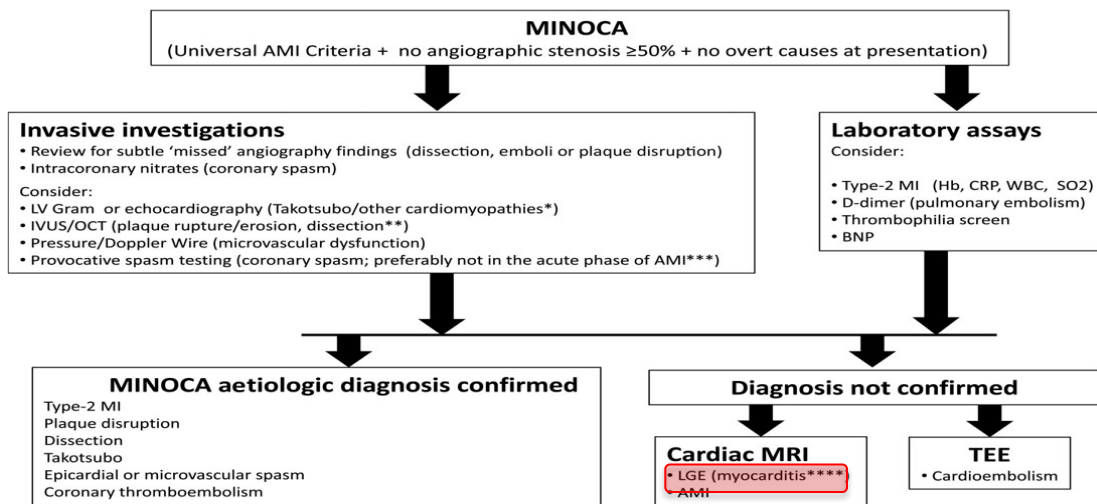 MINOCA
(Universal AMI Criteria + no angiographic stenosis ≥50% + no overt causes at presentation)
Invasive investigations
• Review for subtle ‘missed’ angiography findings (dissection, emboli or plaque disruption)
• Intracoronary nitrates (coronary spasm)
Consider:
• LV Gram or echocardiography (Takotsubo/other cardiomyopathies*)
• IVUS/OCT (plaque rupture/erosion, dissection**)
• Pressure/Doppler Wire (microvascular dysfunction)
• Provocative spasm testing (coronary spasm; preferably not in the acute phase of AMI***)
Laboratory assays
Consider:
• Type-2 MI (Hb, CRP, WBC, SO2)
• D-dimer (pulmonary embolism)
• Thrombophilia screen
• BNP
MINOCA aetiologic diagnosis confirmed
Type-2 MI
Plaque disruption
Dissection
Takotsubo
Epicardial or microvascular spasm
Coronary thromboembolism
Diagnosis not confirmed
Cardiac MRI
• LGE (myocarditis****)
• AMI
TEE
• Cardioembolism